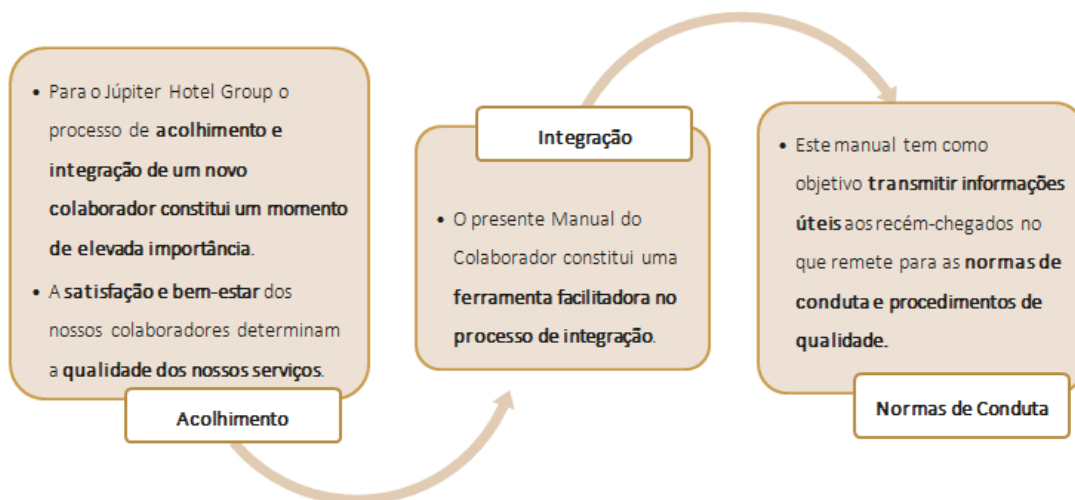 • Para o Júpiter Hotel Group o
processo de acolhimento e
integração de um novo
colaborador constitui um momento
de elevada importância.
• A satisfação e bem-estar dos
nossos colaboradores determinam
a qualidade dos nossos serviços.
Acolhimento
Integração
• O presente Manual do
Colaborador constitui uma
ferramenta facilitadora no
processo de integração.
• Este manual tem como
objetivo transmitir informações
úteis aos recém-chegados no
que remete para as normas de
conduta e procedimentos de
qualidade.
Normas de Conduta